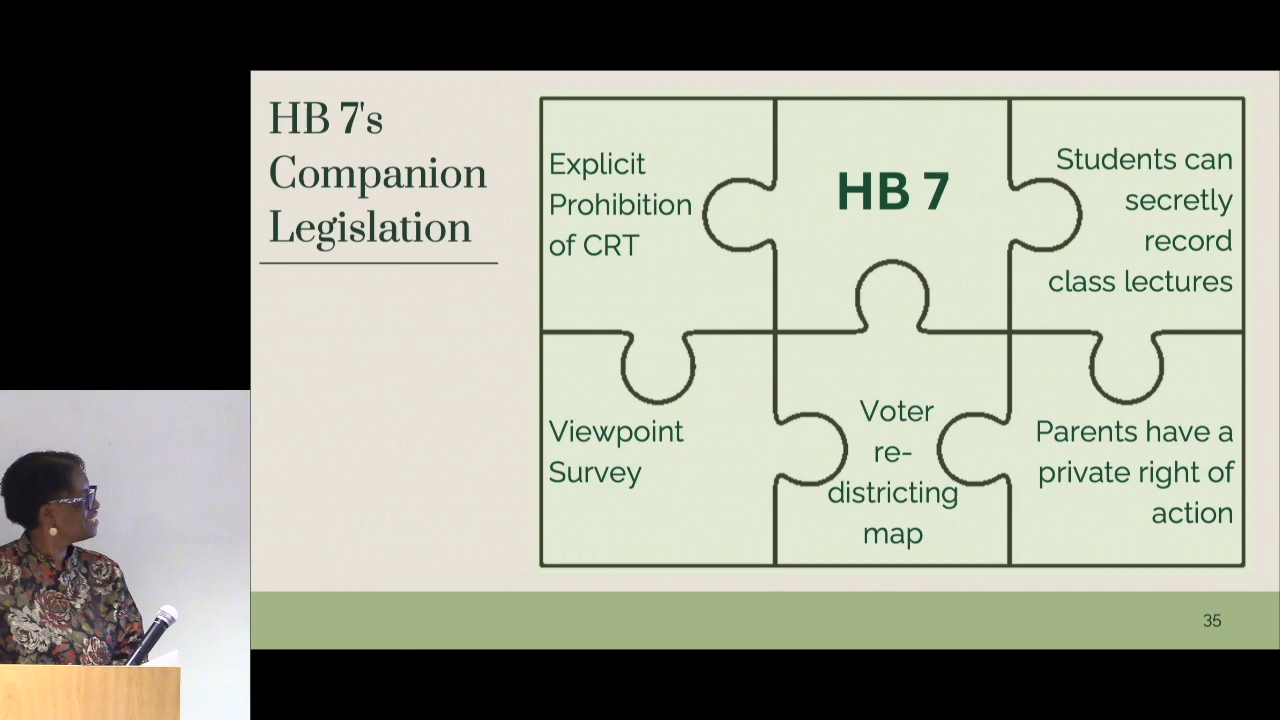 HB 7's
Companion
Legislation
Explicit
Prohibition
of CRT
HB 7
Students can
secretly
record
class lectures
Viewpoint
Survey
Voter
re-
districting
map
Parents have a
private right of
action
35